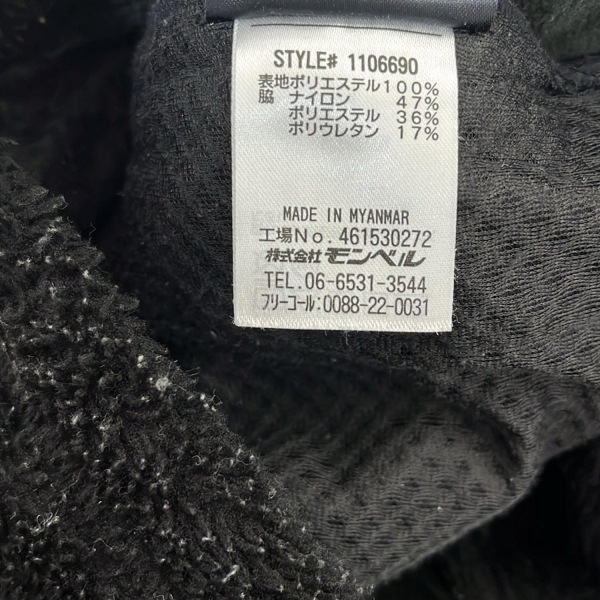 STYLE# 1106690
表地ポリエステル100%
脇 ナイロン 47%
ポリエステル 36%
ポリウレタン 17%
MADE IN MYANMAR
工場No. 461530272
株式会社モンベル
TEL. 06-6531-3544
フリーコール:0088-22-0031